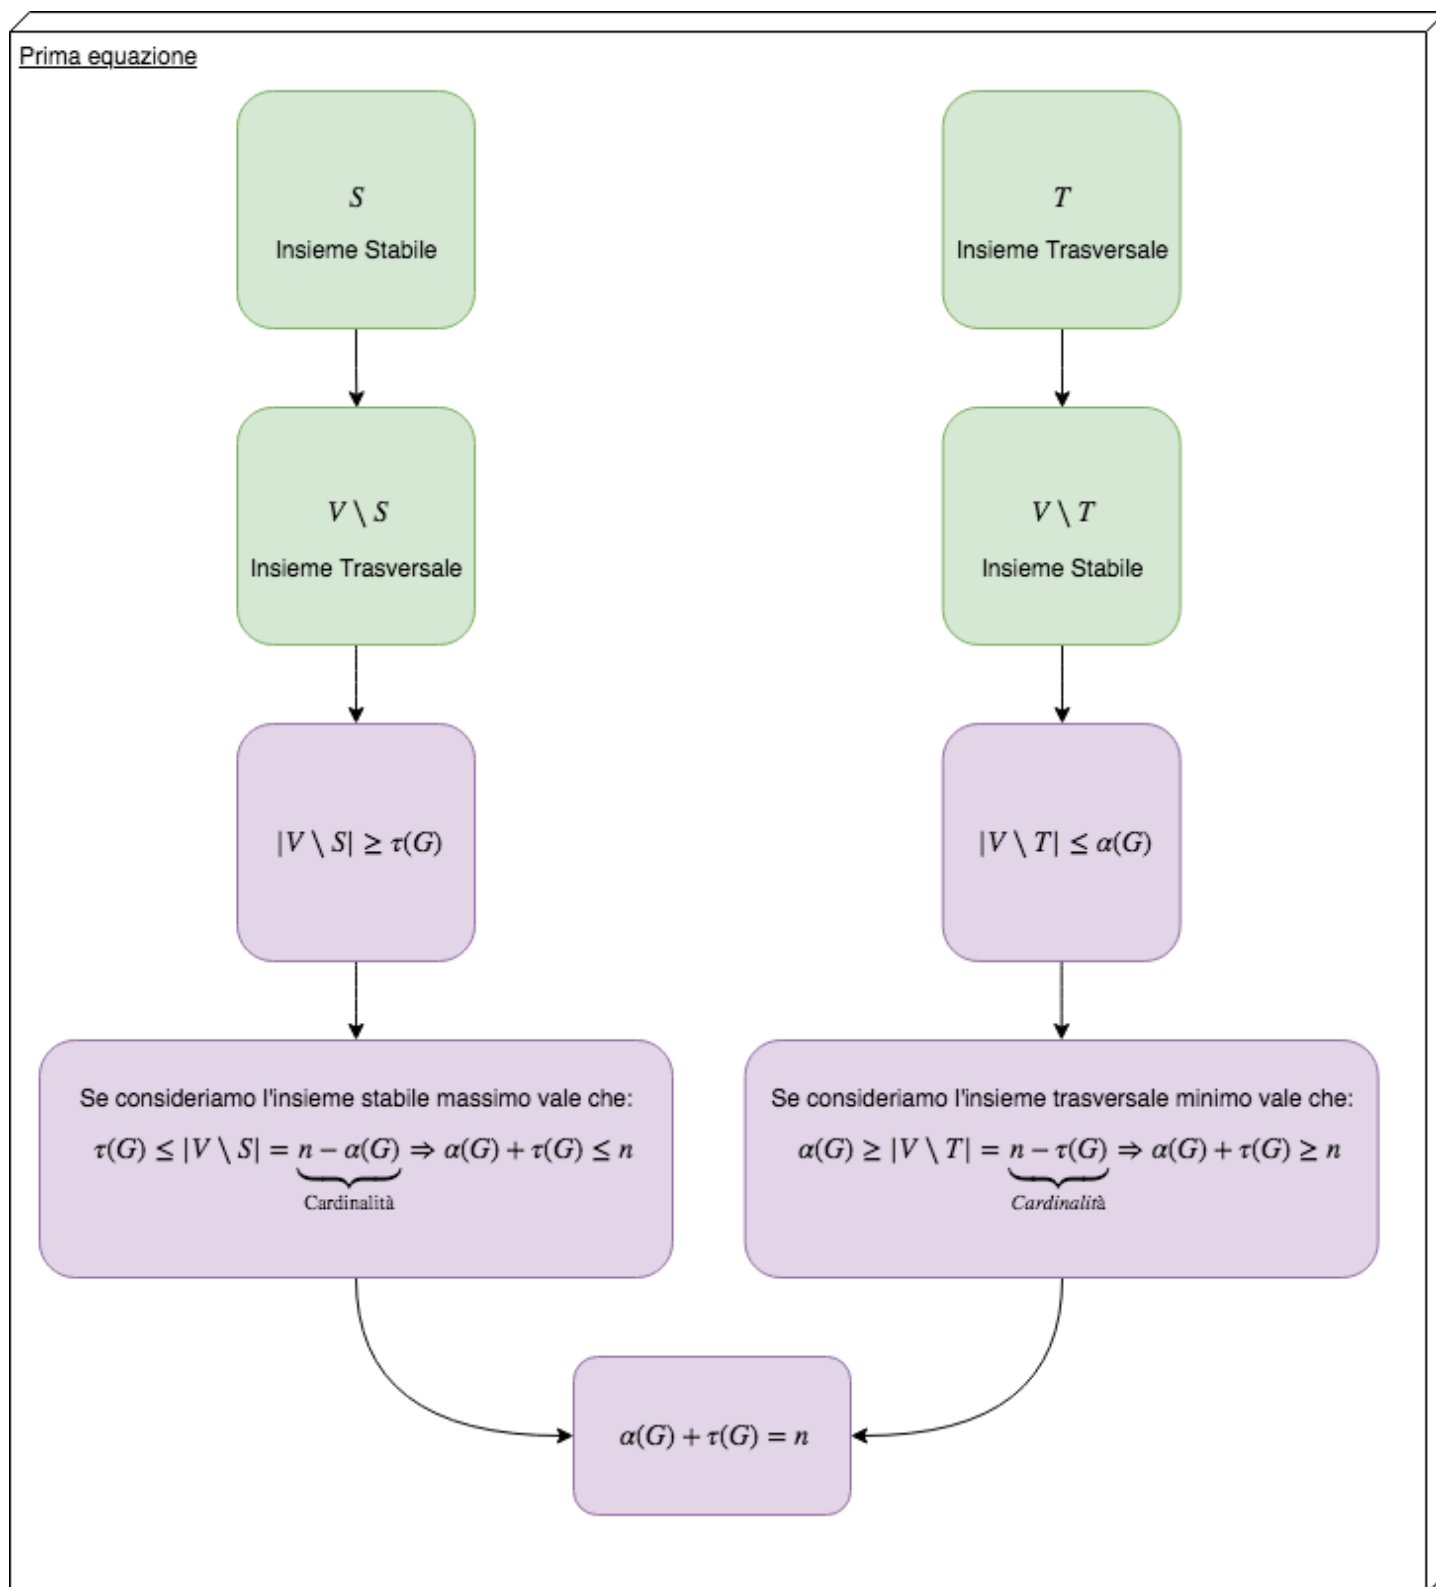 Prima equazione
S
Insieme Stabile
T
Insieme Trasversale
V \ S
Insieme Trasversale
V \ T
Insieme Stabile
|V \ S| ≥ τ(G)
|V \ T| ≤ α(G)
Se consideriamo l'insieme stabile massimo vale che:
τ(G) ≤ |V \ S| = n − α(G) ⇒ α(G) + τ(G) ≤ n
Cardinalità
Se consideriamo l'insieme trasversale minimo vale che:
α(G) ≥ |V \ T| = n − τ(G) ⇒ α(G) + τ(G) ≥ n
Cardinalità
α(G) + τ(G) = n